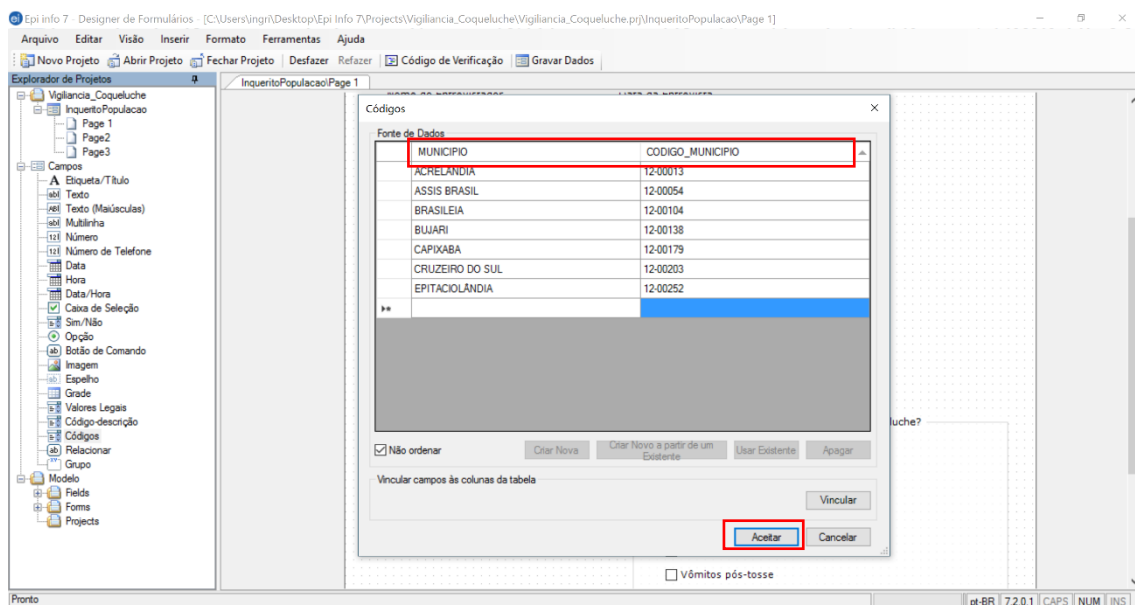 Epi info 7 - Designer de Formulários - [C:\Users\ingri\Desktop\Epi Info 7\Projects\Vigiliancia_Coqueluche\Vigiliancia_Coqueluche.prj\InqueritoPopulacao\Page 1]
Arquivo Editar Visão Inserir Formato Ferramentas Ajuda
Novo Projeto Abrir Projeto Fechar Projeto Desfazer Refazer Código de Verificação Gravar Dados
Explorador de Projetos
Vigiliancia_Coqueluche
InqueritoPopulacao
Page 1
Page2
Page3
Campos
Etiqueta/Título
Texto
Texto (Maiúsculas)
Multilinha
Número
Número de Telefone
Data
Hora
Data/Hora
Caixa de Seleção
Sim/Não
Opção
Botão de Comando
Imagem
Espelho
Grade
Valores Legais
Código-descrição
Códigos
Relacionar
Grupo
Modelo
Fields
Forms
Projects
InqueritoPopulacao\Page 1
Códigos
Fonte de Dados
MUNICIPIO CODIGO_MUNICIPIO
ACRELANDIA 12-00013
ASSIS BRASIL 12-00054
BRASILEIA 12-00104
BUJARI 12-00138
CAPIXABA 12-00179
CRUZEIRO DO SUL 12-00203
EPITACIOLÂNDIA 12-00252
Não ordenar
Criar Nova
Criar Novo a partir de um
Existente
Usar Existente
Apagar
Vincular campos às colunas da tabela
Vincular
Aceitar
Cancelar
luche?
Vômitos pós-tosse
Pronto
pt-BR 7.2.0.1 CAPS NUM INS